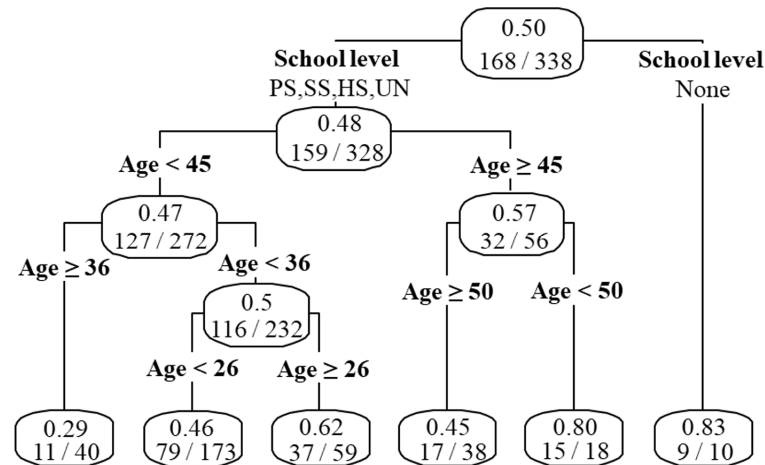 0.50
168 / 338
School level
PS,SS,HS,UN
School level
None
0.48
159 / 328
Age < 45
Age ≥ 45
0.47
127 / 272
0.57
32 / 56
Age ≥ 36
Age < 36
Age ≥ 50
Age < 50
0.5
116 / 232
Age < 26
Age ≥ 26
0.29
11 / 40
0.46
79 / 173
0.62
37 / 59
0.45
17 / 38
0.80
15 / 18
0.83
9 / 10